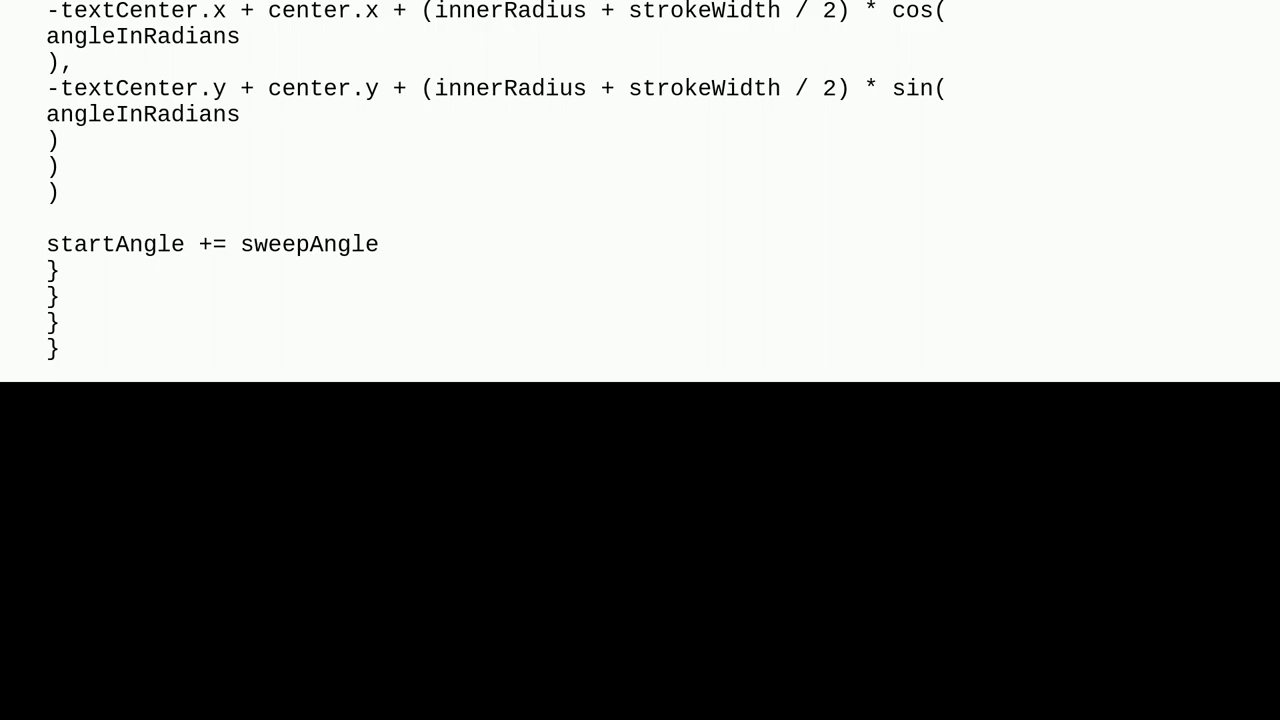 -textCenter.x + center.x + (innerRadius + strokeWidth / 2) * cos(
angleInRadians
),
-textCenter.y + center.y + (innerRadius + strokeWidth / 2) * sin(
angleInRadians
)
)
)
startAngle += sweepAngle
}
}
}
}